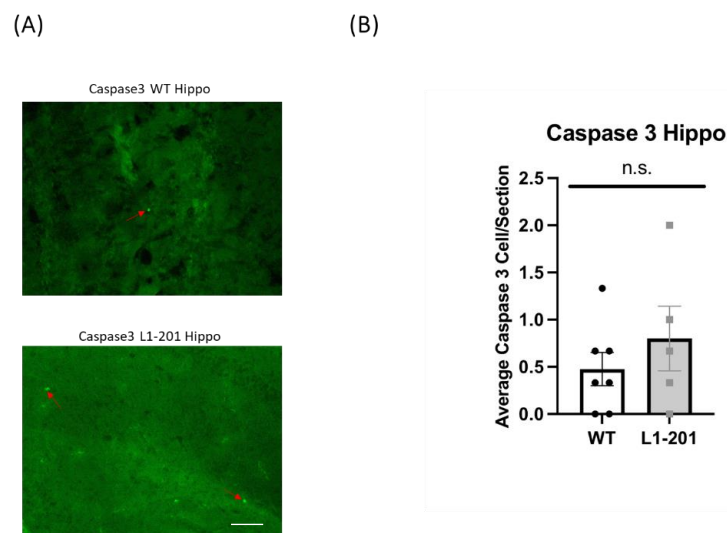 (A)
(B)
Caspase3 WT Hippo
Caspase3 L1-201 Hippo
Caspase 3 Hippo
n.s.
Average Caspase 3 Cell/Section
2.5
2.0
1.5
1.0
0.5
0.0
WT
L1-201